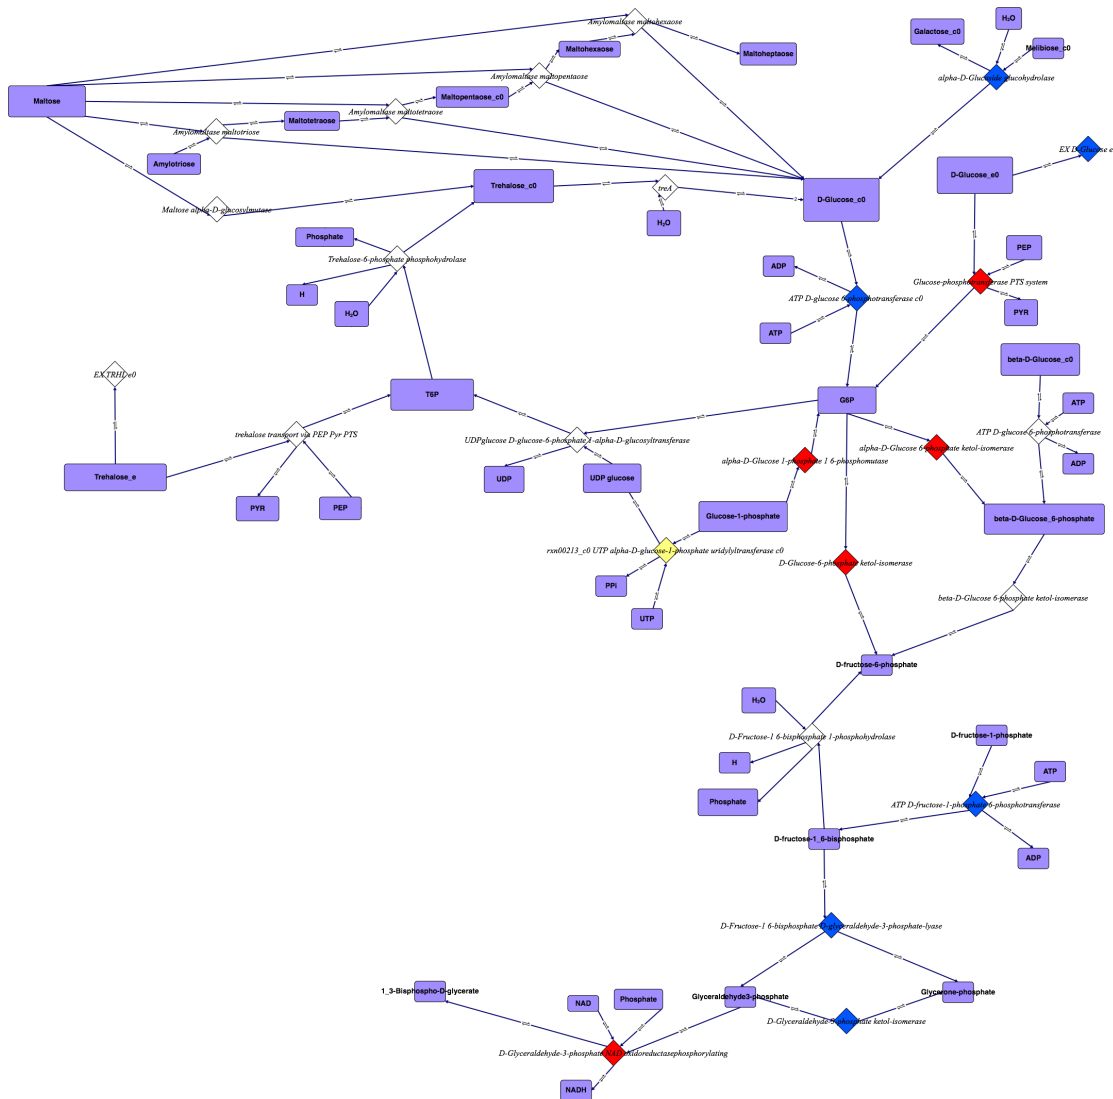 Amylomaltase maltohexaose
H₂O
Galactose_c0
Maltohexaose
Melibiose_c0
Maltoheptaose
Amylomaltase maltopentaose
alpha-D-Glucoside glucohydrolase
Maltose
Maltopentaose_c0
Amylomaltase maltotetraose
Maltotetraose
Amylomaltase maltotriose
EX D-Glucose e
Amylotriose
D-Glucose_e0
Trehalose_c0
treA
2
D-Glucose_c0
Maltose alpha-D-glucosylmutase
H₂O
Phosphate
PEP
Trehalose-6-phosphate phosphohydrolase
ADP
Glucose-phosphotransferase PTS system
H
ATP D-glucose 6-phosphotransferase c0
H₂O
PYR
ATP
beta-D-Glucose_c0
EX TRHL e0
T6P
G6P
ATP
trehalose transport via PEP Pyr PTS
UDPglucose D-glucose-6-phosphate 1-alpha-D-glucosyltransferase
ATP D-glucose 6-phosphotransferase
alpha-D-Glucose 6-phosphate ketol-isomerase
alpha-D-Glucose 1-phosphate 1 6-phosphomutase
ADP
Trehalose_e
UDP
UDP glucose
PYR
PEP
Glucose-1-phosphate
beta-D-Glucose_6-phosphate
rxn00213_c0 UTP alpha-D-glucose-1-phosphate uridylyltransferase c0
D-Glucose-6-phosphate ketol-isomerase
PPi
beta-D-Glucose 6-phosphate ketol-isomerase
UTP
D-fructose-6-phosphate
H₂O
D-Fructose-1 6-bisphosphate 1-phosphohydrolase
D-fructose-1-phosphate
H
ATP
Phosphate
ATP D-fructose-1-phosphate 6-phosphotransferase
D-fructose-1_6-bisphosphate
ADP
D-Fructose-1 6-bisphosphate D-glyceraldehyde-3-phosphate-lyase
1_3-Bisphospho-D-glycerate
NAD
Phosphate
Glyceraldehyde3-phosphate
Glycerone-phosphate
D-Glyceraldehyde-3-phosphate ketol-isomerase
D-Glyceraldehyde-3-phosphate NAD oxidoreductasephosphorylating
NADH